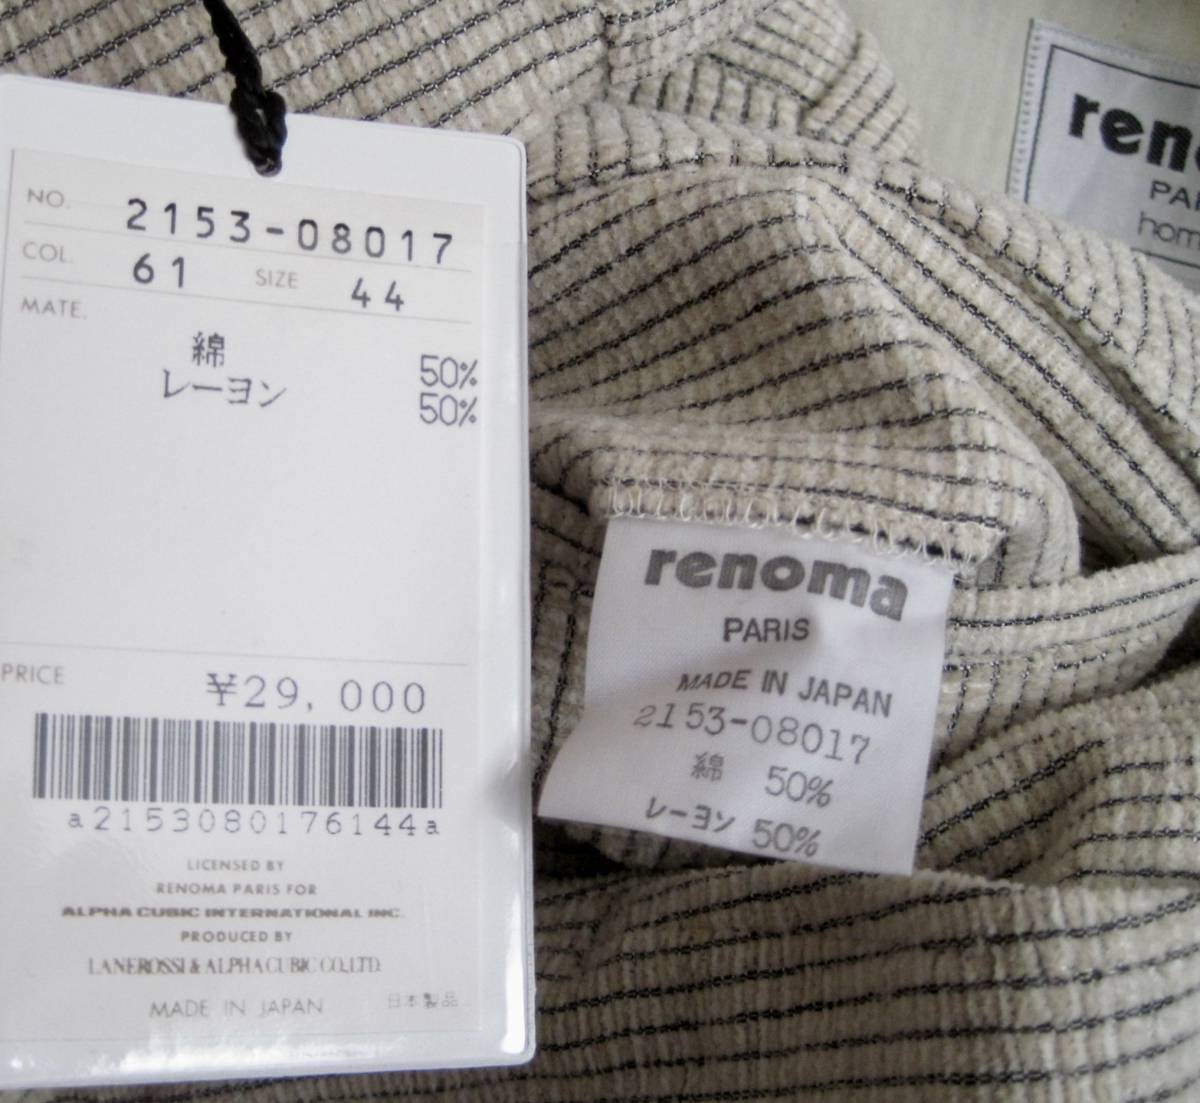 NO. 2153-08017
COL. 61 SIZE 44
MATE.
綿 50%
レーヨン 50%
PRICE ¥29,000
a2153080176144a
LICENSED BY
RENOMA PARIS FOR
ALPHA CUBIC INTERNATIONAL INC.
PRODUCED BY
LANEROSSI & ALPHA CUBIC CO.,LTD.
MADE IN JAPAN 日本製品
renoma
PARIS
MADE IN JAPAN
2153-08017
綿 50%
レーヨン 50%
ren
PA
hom